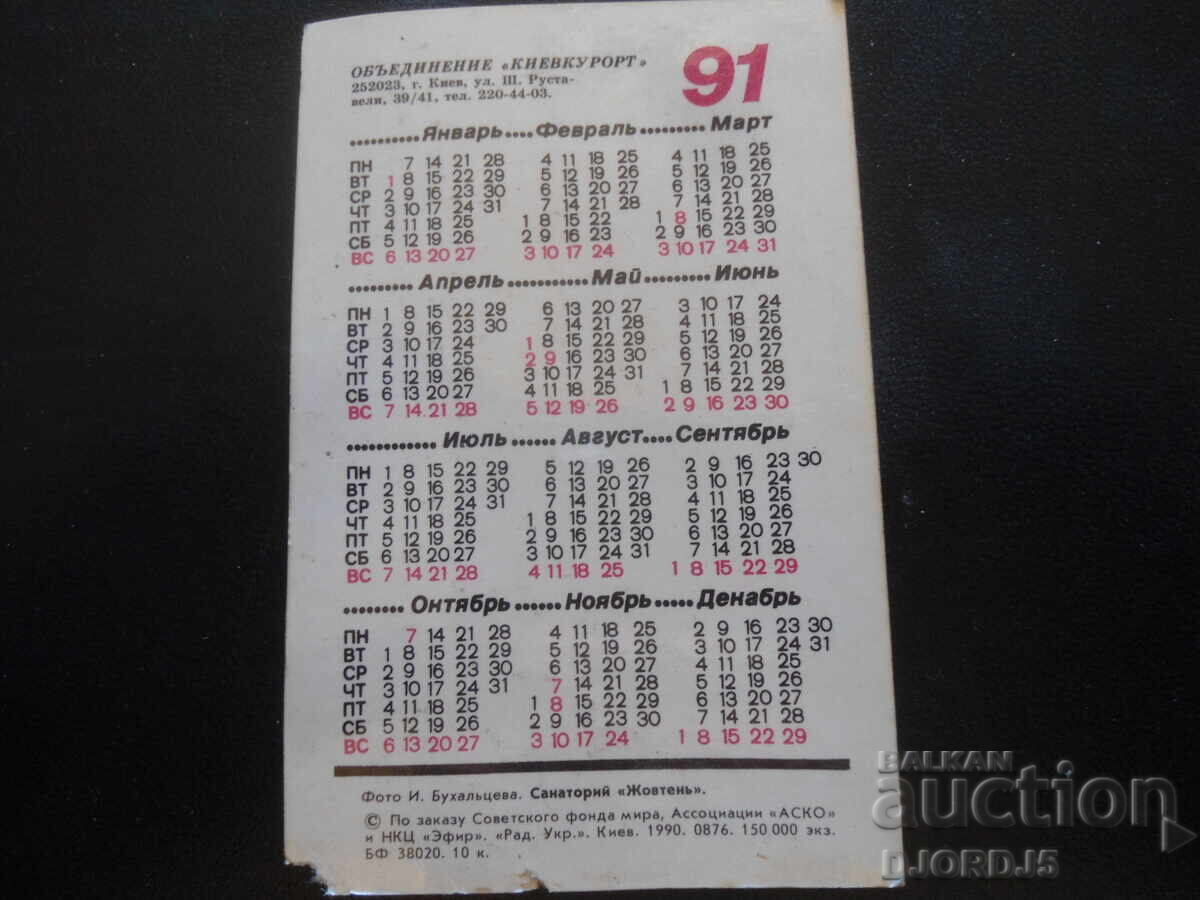 ОБЪЕДИНЕНИЕ «КИЕВКУРОРТ»
252023, г. Киев, ул. Ш. Руста-
вели, 39/41, тел. 220-44-03.
91
..........Январь....Февраль.........Март
ПН 7 14 21 28 4 11 18 25 4 11 18 25
ВТ 1 8 15 22 29 5 12 19 26 5 12 19 26
СР 2 9 16 23 30 6 13 20 27 6 13 20 27
ЧТ 3 10 17 24 31 7 14 21 28 7 14 21 28
ПТ 4 11 18 25 1 8 15 22 1 8 15 22 29
СБ 5 12 19 26 2 9 16 23 2 9 16 23 30
ВС 6 13 20 27 3 10 17 24 3 10 17 24 31
.........Апрель...........Май.........Июнь
ПН 1 8 15 22 29 6 13 20 27 3 10 17 24
ВТ 2 9 16 23 30 7 14 21 28 4 11 18 25
СР 3 10 17 24 1 8 15 22 29 5 12 19 26
ЧТ 4 11 18 25 2 9 16 23 30 6 13 20 27
ПТ 5 12 19 26 3 10 17 24 31 7 14 21 28
СБ 6 13 20 27 4 11 18 25 1 8 15 22 29
ВС 7 14 21 28 5 12 19 26 2 9 16 23 30
.............Июль......Август....Сентябрь
ПН 1 8 15 22 29 5 12 19 26 2 9 16 23 30
ВТ 2 9 16 23 30 6 13 20 27 3 10 17 24
СР 3 10 17 24 31 7 14 21 28 4 11 18 25
ЧТ 4 11 18 25 1 8 15 22 29 5 12 19 26
ПТ 5 12 19 26 2 9 16 23 30 6 13 20 27
СБ 6 13 20 27 3 10 17 24 31 7 14 21 28
ВС 7 14 21 28 4 11 18 25 1 8 15 22 29
.........Октябрь......Ноябрь.....Декабрь
ПН 7 14 21 28 4 11 18 25 2 9 16 23 30
ВТ 1 8 15 22 29 5 12 19 26 3 10 17 24 31
СР 2 9 16 23 30 6 13 20 27 4 11 18 25
ЧТ 3 10 17 24 31 7 14 21 28 5 12 19 26
ПТ 4 11 18 25 1 8 15 22 29 6 13 20 27
СБ 5 12 19 26 2 9 16 23 30 7 14 21 28
ВС 6 13 20 27 3 10 17 24 1 8 15 22 29
Фото И. Бухальцева. Санаторий «Жовтень».
© По заказу Советского фонда мира, Ассоциации «АСКО»
и НКЦ «Эфир». «Рад. Укр.». Киев. 1990. 0876. 150 000 экз.
БФ 38020. 10 к.
BALKAN
auction
DJORDJ5